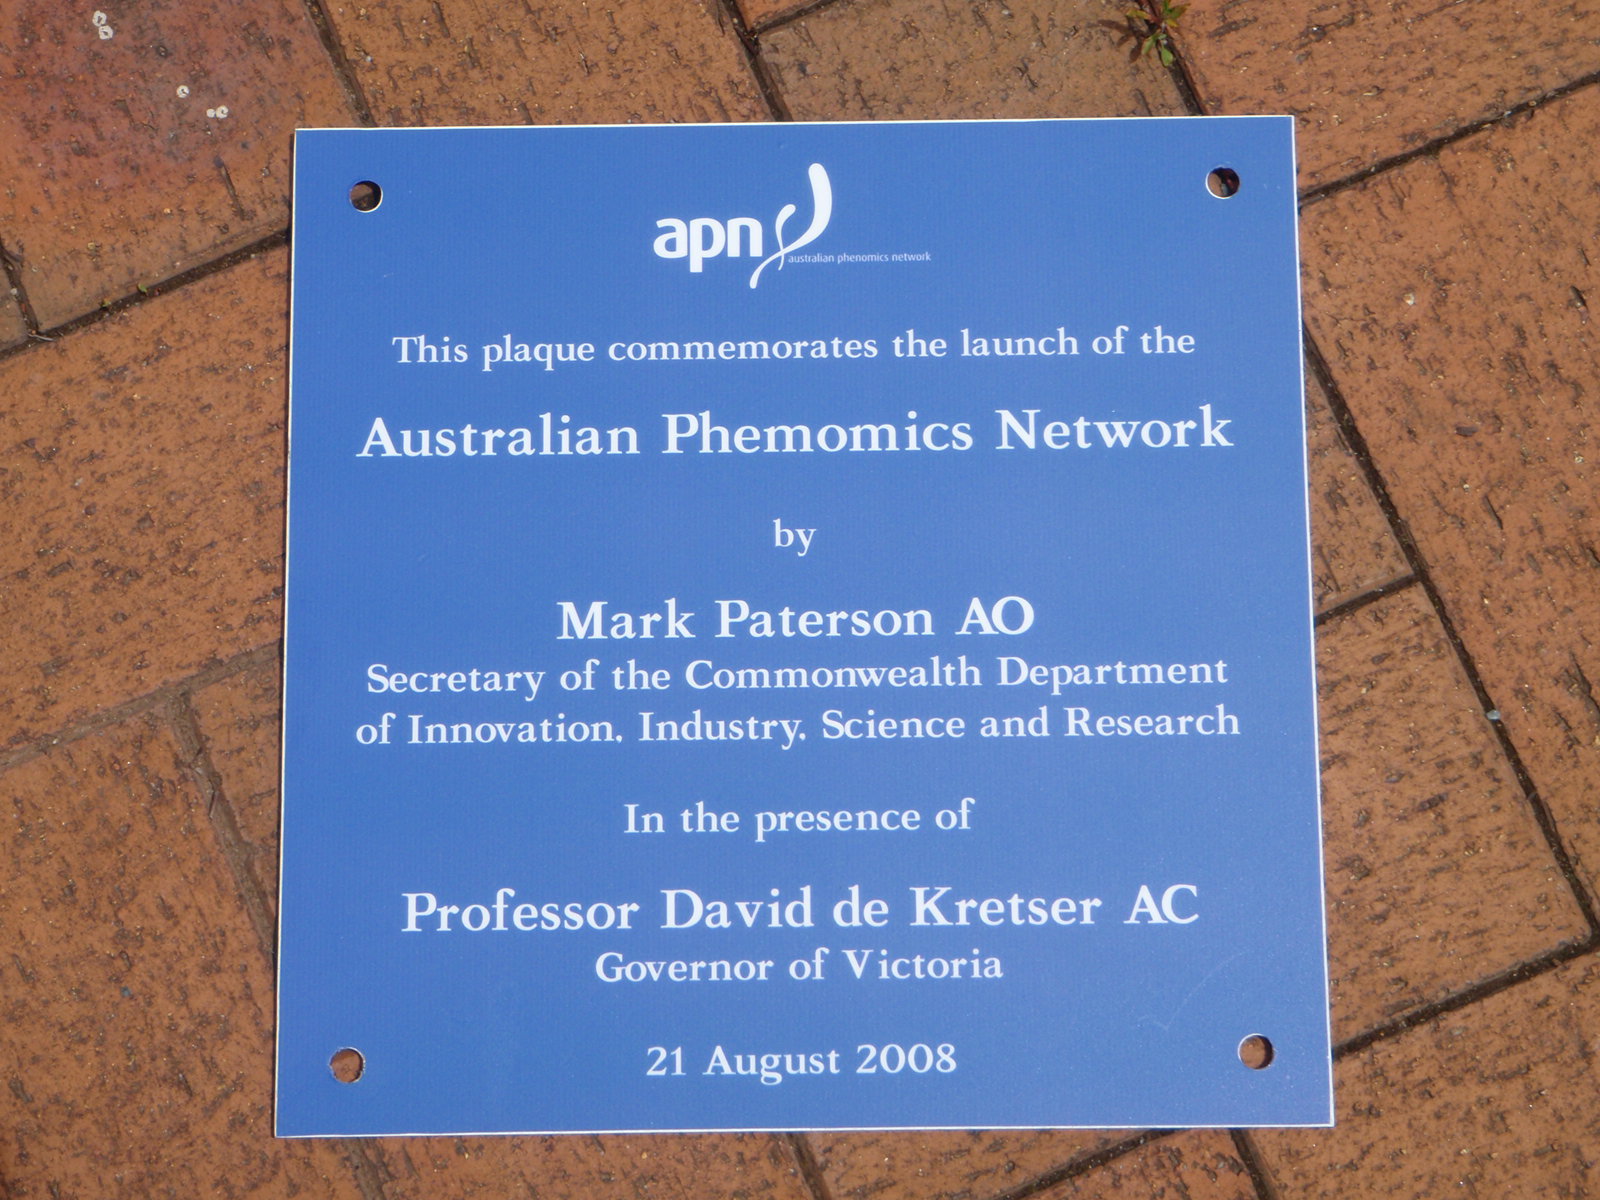 apn
australian phenomics network
This plaque commemorates the launch of the
Australian Phemomics Network
by
Mark Paterson AO
Secretary of the Commonwealth Department
of Innovation, Industry, Science and Research
In the presence of
Professor David de Kretser AC
Governor of Victoria
21 August 2008